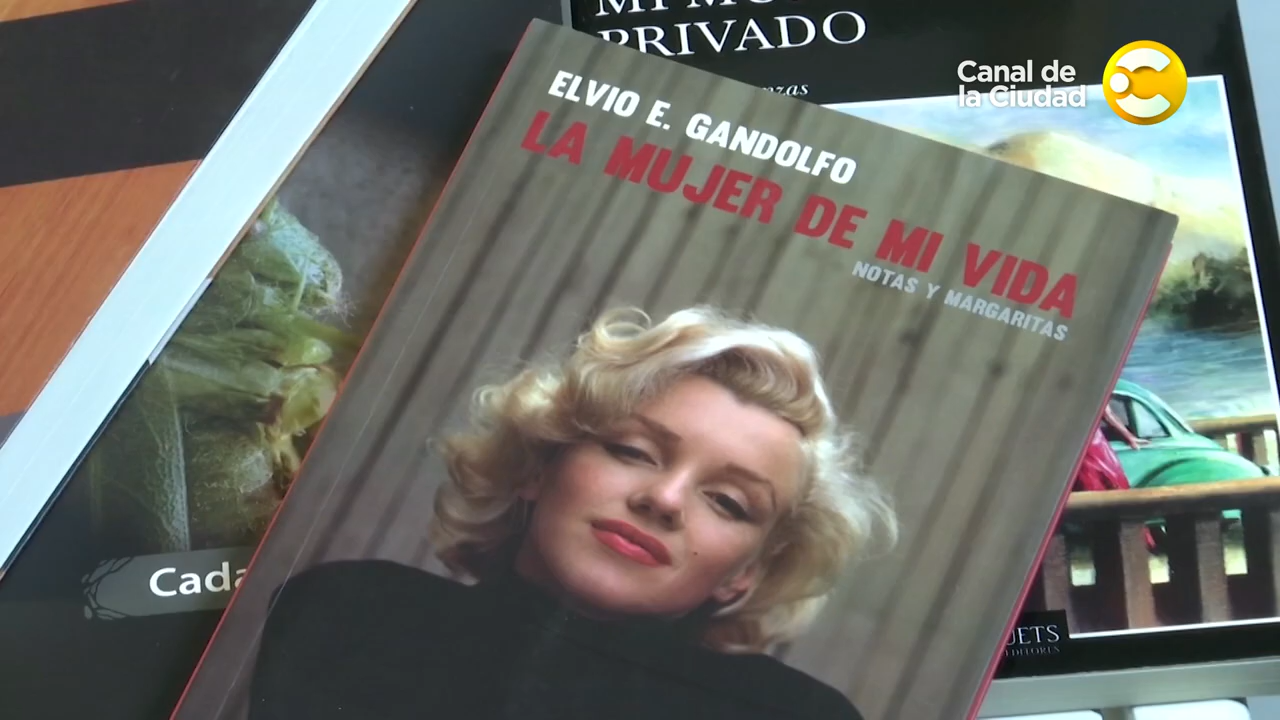 PRIVADO
Canal de
la Ciudad
ELVIO E. GANDOLFO
LA MUJER DE MI VIDA
NOTAS Y MARGARITAS
Cada